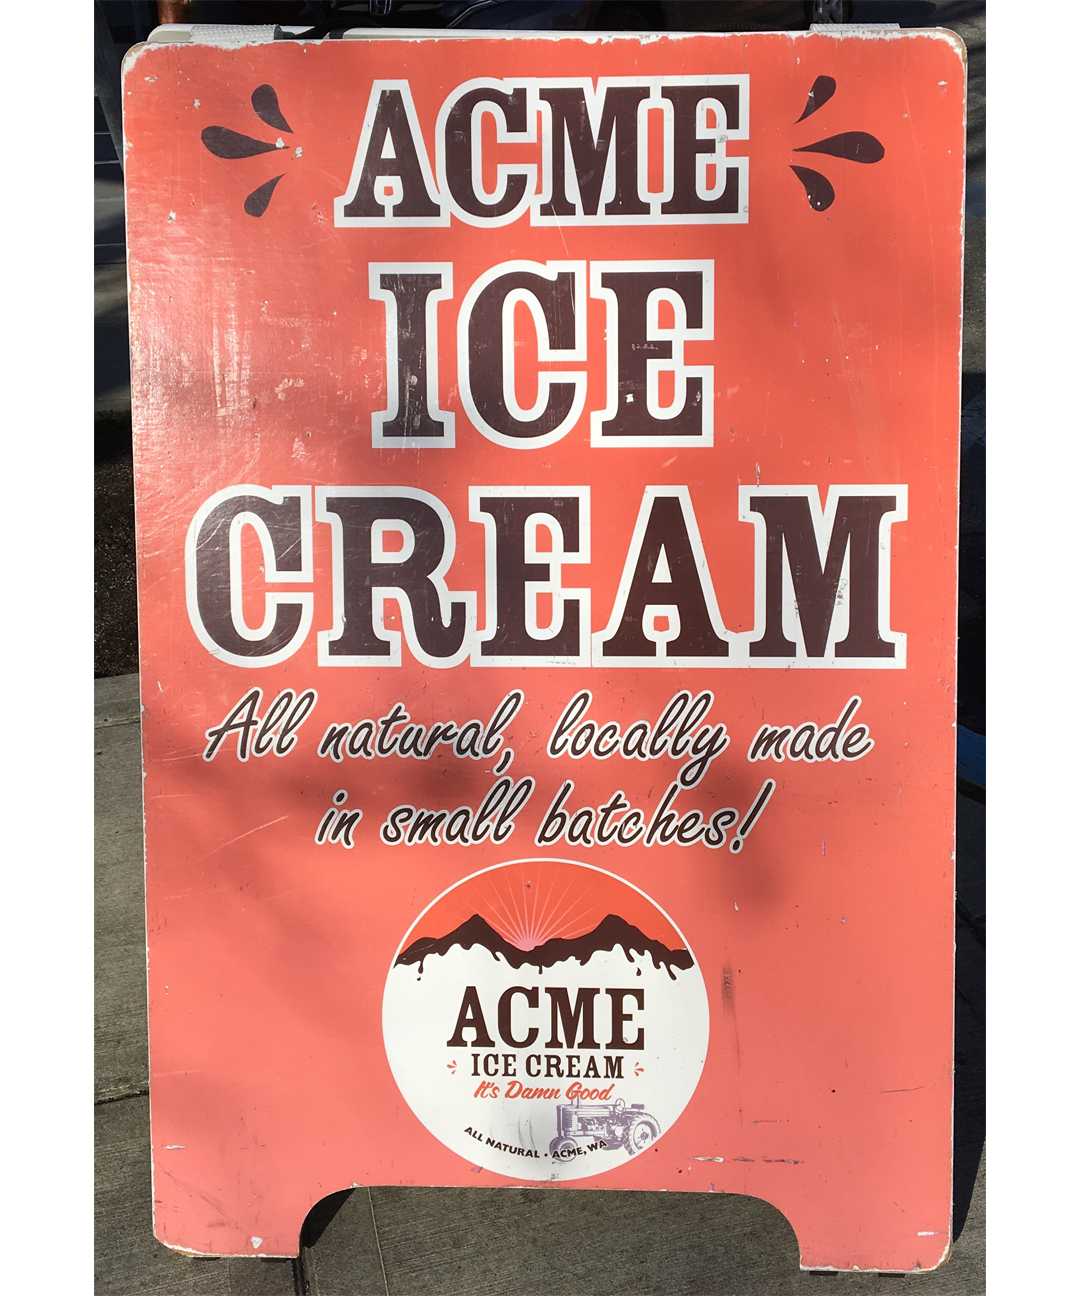 ACME
ICE
CREAM
All natural, locally made
in small batches!
ACME
ICE CREAM
It's Damn Good
ALL NATURAL • ACME, WA